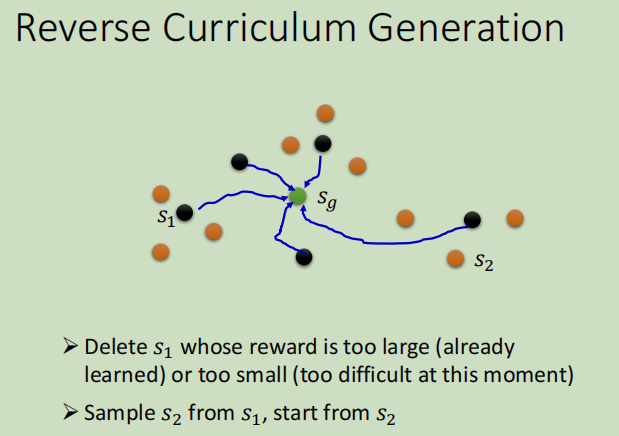 Reverse Curriculum Generation
s_g
s_1
s_2
➢ Delete s_1 whose reward is too large (already
learned) or too small (too difficult at this moment)
➢ Sample s_2 from s_1, start from s_2